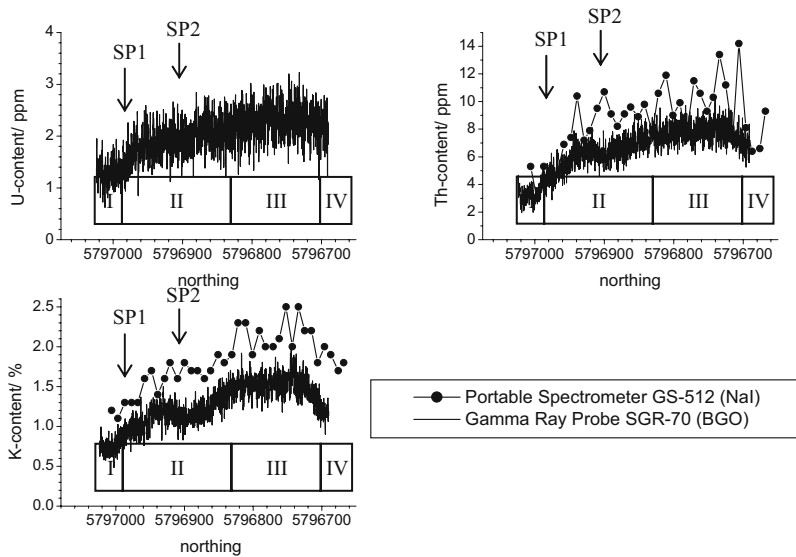 SP1
SP2
4
3
2
1
0
U-content/ ppm
II
II
III
IV
5797000 5796900 5796800 5796700
northing
SP1
SP2
14
12
10
8
6
4
2
0
Th-content/ ppm
I
II
III
IV
5797000 5796900 5796800 5796700
northing
SP1
SP2
2.5
2.0
1.5
1.0
0.5
0.0
K-content/ %
I
II
III
IV
5797000 5796900 5796800 5796700
northing
Portable Spectrometer GS-512 (NaI)
Gamma Ray Probe SGR-70 (BGO)